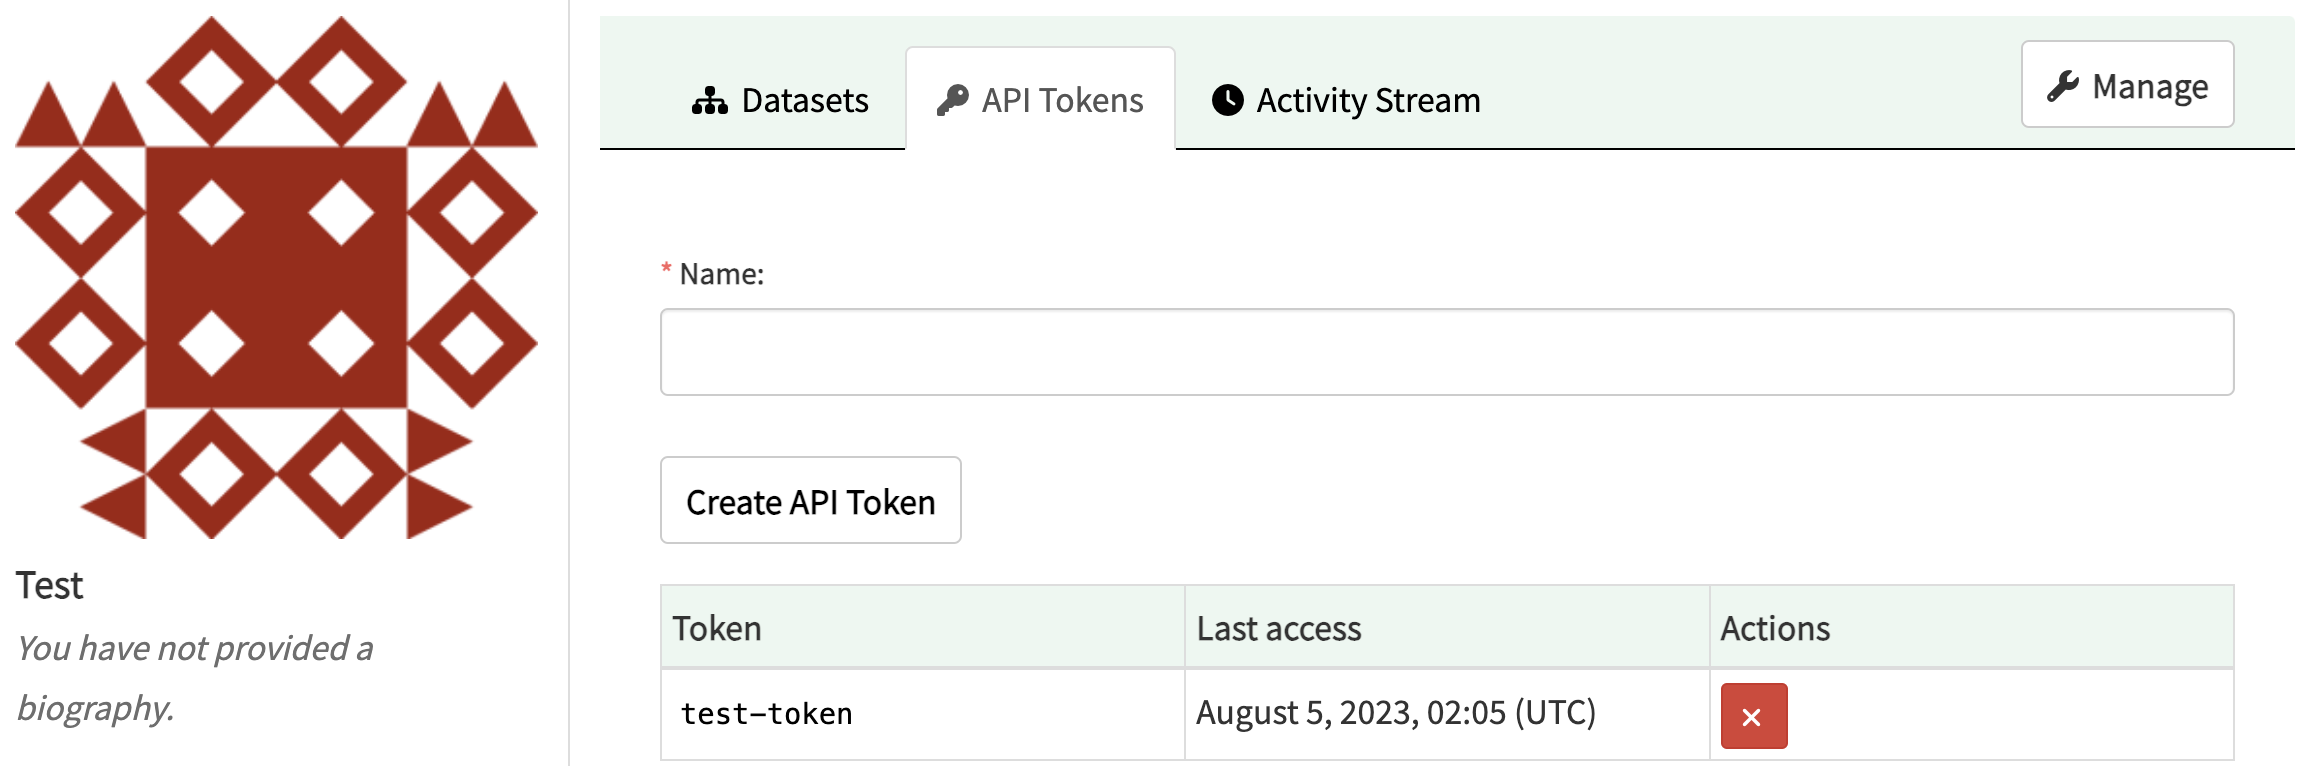 Datasets
API Tokens
Activity Stream
Manage
* Name:
Create API Token
Token
Last access
Actions
test-token
August 5, 2023, 02:05 (UTC)
Test
You have not provided a
biography.